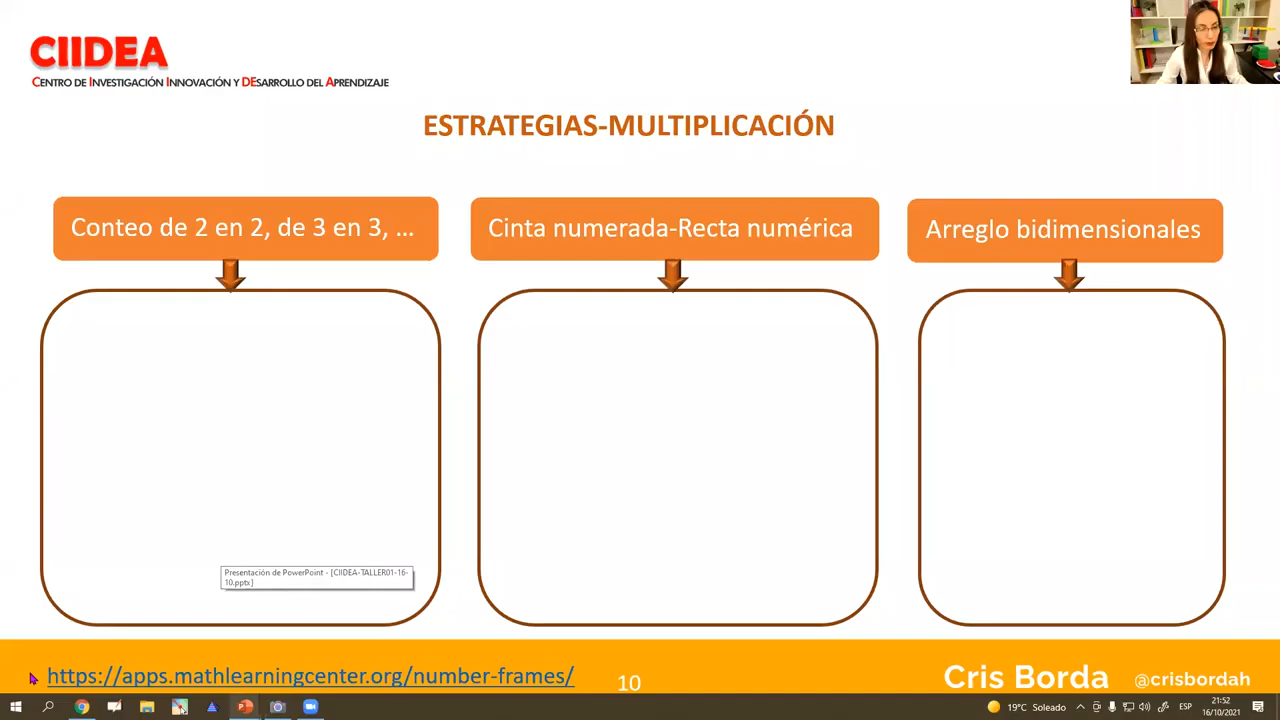 CIIDEA
CENTRO DE INVESTIGACIÓN INNOVACIÓN Y DESARROLLO DEL APRENDIZAJE
ESTRATEGIAS-MULTIPLICACIÓN
Conteo de 2 en 2, de 3 en 3, ...
Cinta numerada-Recta numérica
Arreglo bidimensionales
Presentación de PowerPoint - [CIIDEA-TALLER01-16-
10.pptx]
https://apps.mathlearningcenter.org/number-frames/
10
Cris Borda @crisbordah
19°C Soleado
ESP
21:52
16/10/2021